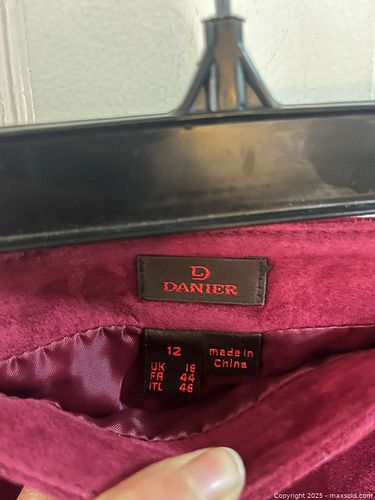 D
DANIER
12
UK 16
FR 44
ITL 46
made in
China
Copyright 2025 - maxsold.com